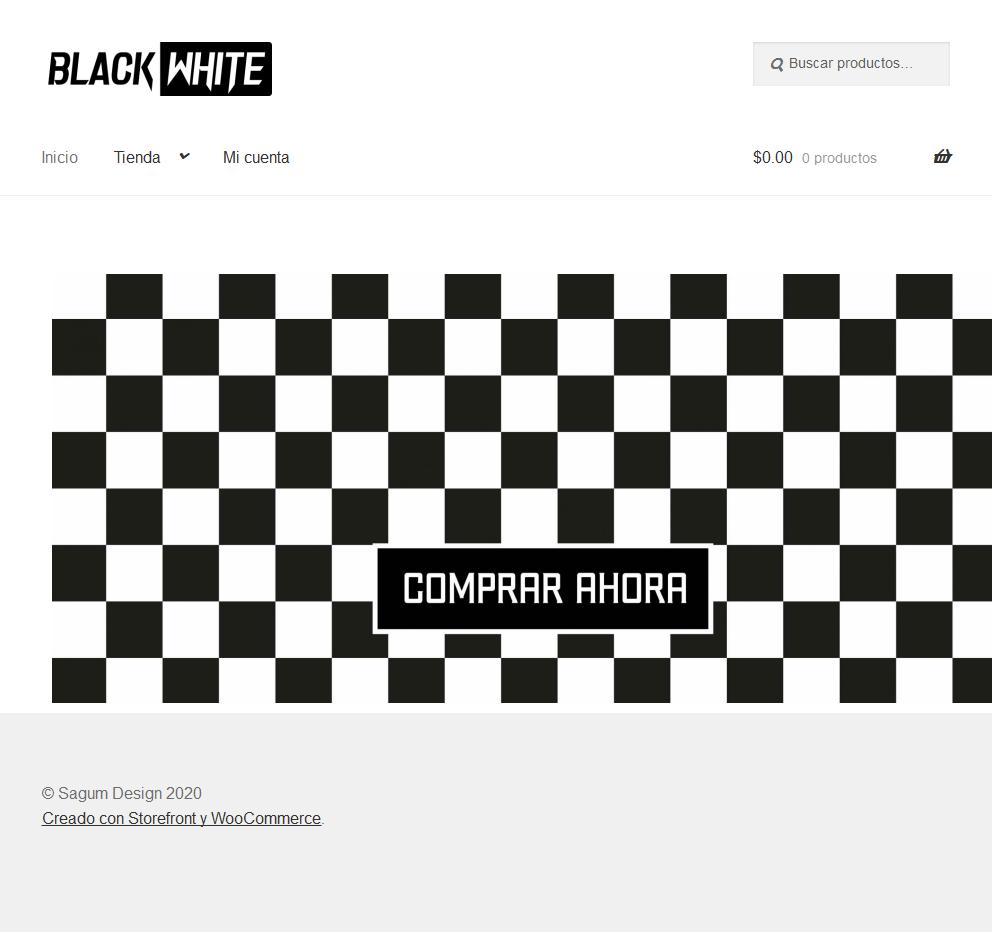 BLACK WHITE
Buscar productos…
Inicio Tienda Mi cuenta
$0.00 0 productos
COMPRAR AHORA
© Sagum Design 2020
Creado con Storefront y WooCommerce.